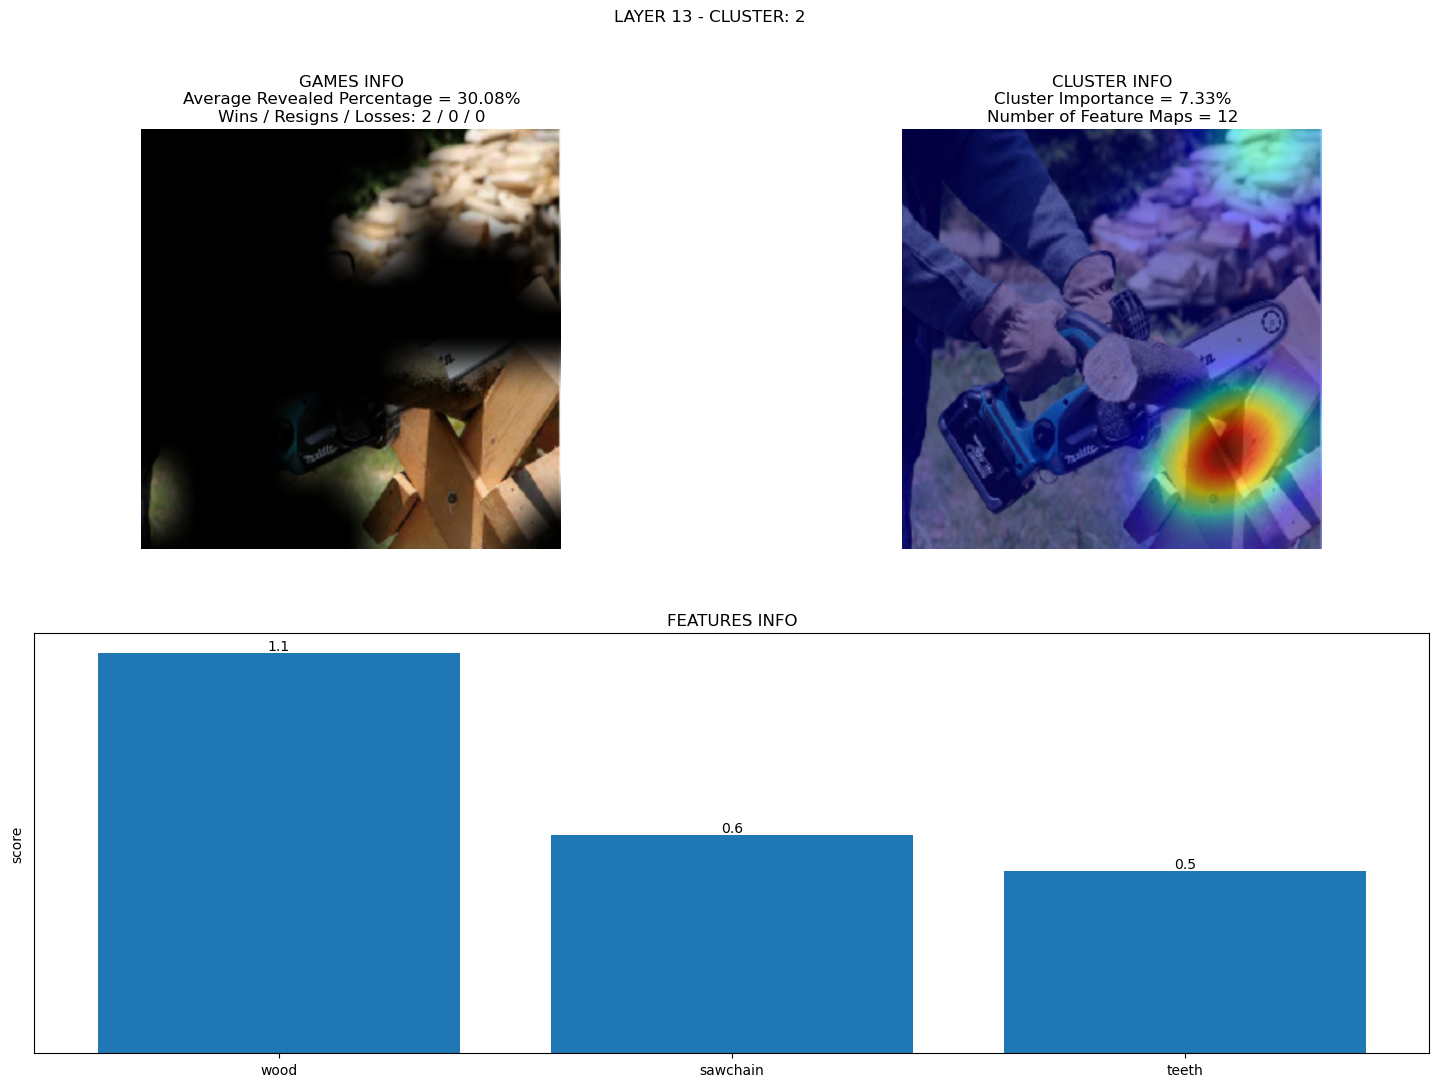 LAYER 13 - CLUSTER: 2
GAMES INFO
Average Revealed Percentage = 30.08%
Wins / Resigns / Losses: 2 / 0 / 0
CLUSTER INFO
Cluster Importance = 7.33%
Number of Feature Maps = 12
makita
makita
FEATURES INFO
1.1
0.6
0.5
score
wood
sawchain
teeth